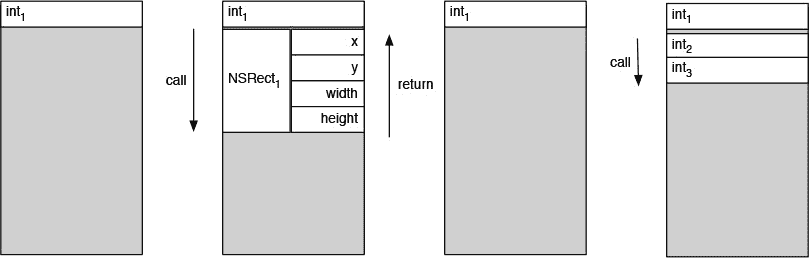 int₁
call
int₁
NSRect₁
x
y
width
height
return
int₁
call
int₁
int₂
int₃